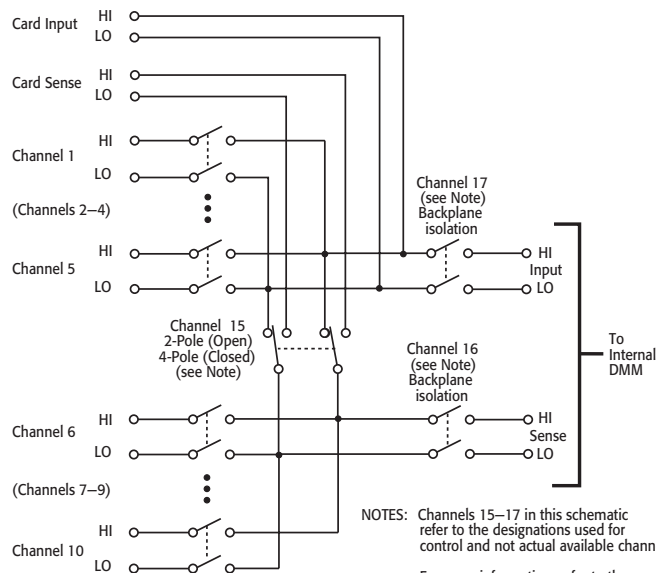 Card Input
HI
LO
Card Sense
HI
LO
Channel 1
HI
LO
(Channels 2–4)
Channel 5
HI
LO
Channel 17
(see Note)
Backplane
isolation
HI
Input
LO
Channel 15
2-Pole (Open)
4-Pole (Closed)
(see Note)
Channel 16
(see Note)
Backplane
isolation
To
Internal
DMM
Channel 6
HI
LO
HI
Sense
LO
(Channels 7–9)
Channel 10
HI
LO
NOTES: Channels 15–17 in this schematic
refer to the designations used for
control and not actual available